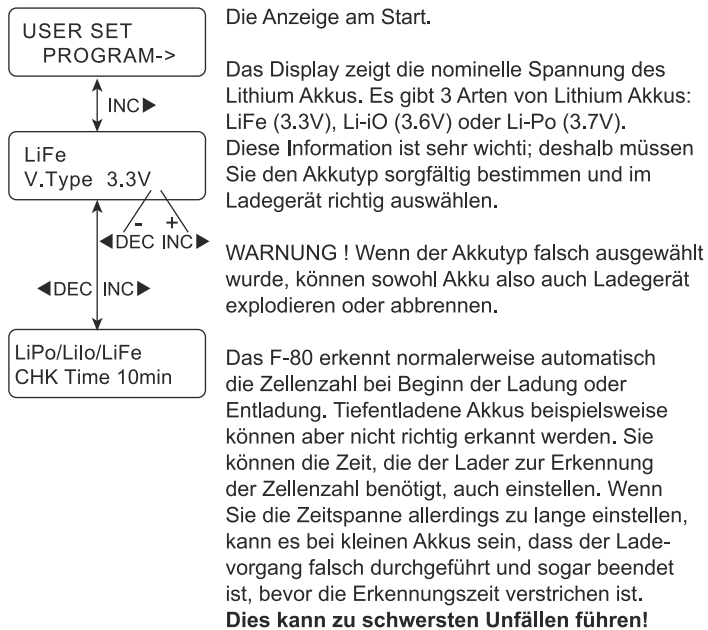 USER SET
PROGRAM->
Die Anzeige am Start.
INC▶
Das Display zeigt die nominelle Spannung des
Lithium Akkus. Es gibt 3 Arten von Lithium Akkus:
LiFe (3.3V), Li-iO (3.6V) oder Li-Po (3.7V).
Diese Information ist sehr wichti; deshalb müssen
Sie den Akkutyp sorgfältig bestimmen und im
Ladegerät richtig auswählen.
LiFe
V.Type 3.3V
- +
◀DEC INC▶
WARNUNG ! Wenn der Akkutyp falsch ausgewählt
wurde, können sowohl Akku also auch Ladegerät
explodieren oder abbrennen.
◀DEC INC▶
LiPo/LiIo/LiFe
CHK Time 10min
Das F-80 erkennt normalerweise automatisch
die Zellenzahl bei Beginn der Ladung oder
Entladung. Tiefentladene Akkus beispielsweise
können aber nicht richtig erkannt werden. Sie
können die Zeit, die der Lader zur Erkennung
der Zellenzahl benötigt, auch einstellen. Wenn
Sie die Zeitspanne allerdings zu lange einstellen,
kann es bei kleinen Akkus sein, dass der Lade-
vorgang falsch durchgeführt und sogar beendet
ist, bevor die Erkennungszeit verstrichen ist.
Dies kann zu schwersten Unfällen führen!